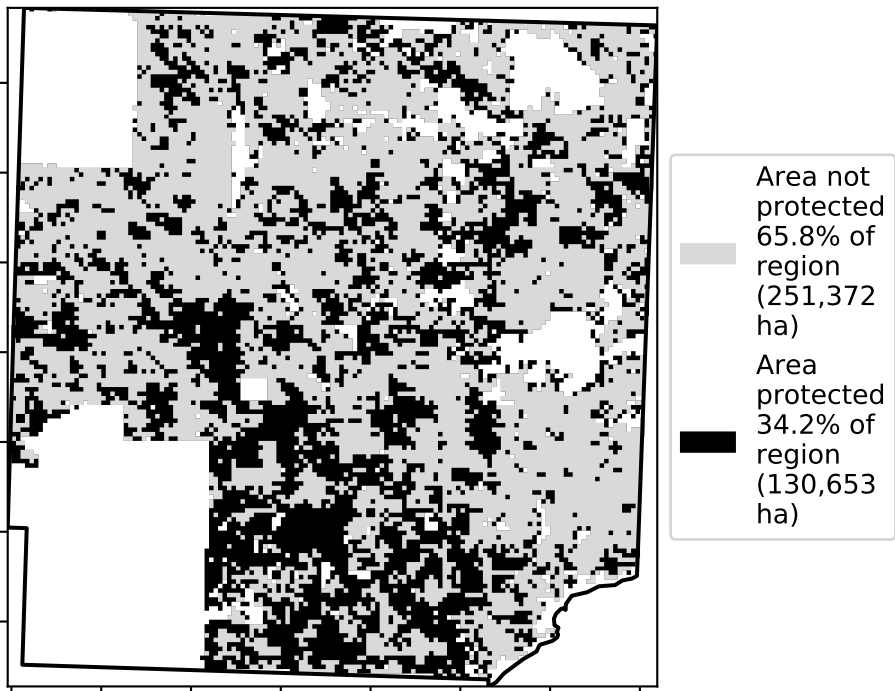 Area not
protected
65.8% of
region
(251,372
ha)
Area
protected
34.2% of
region
(130,653
ha)